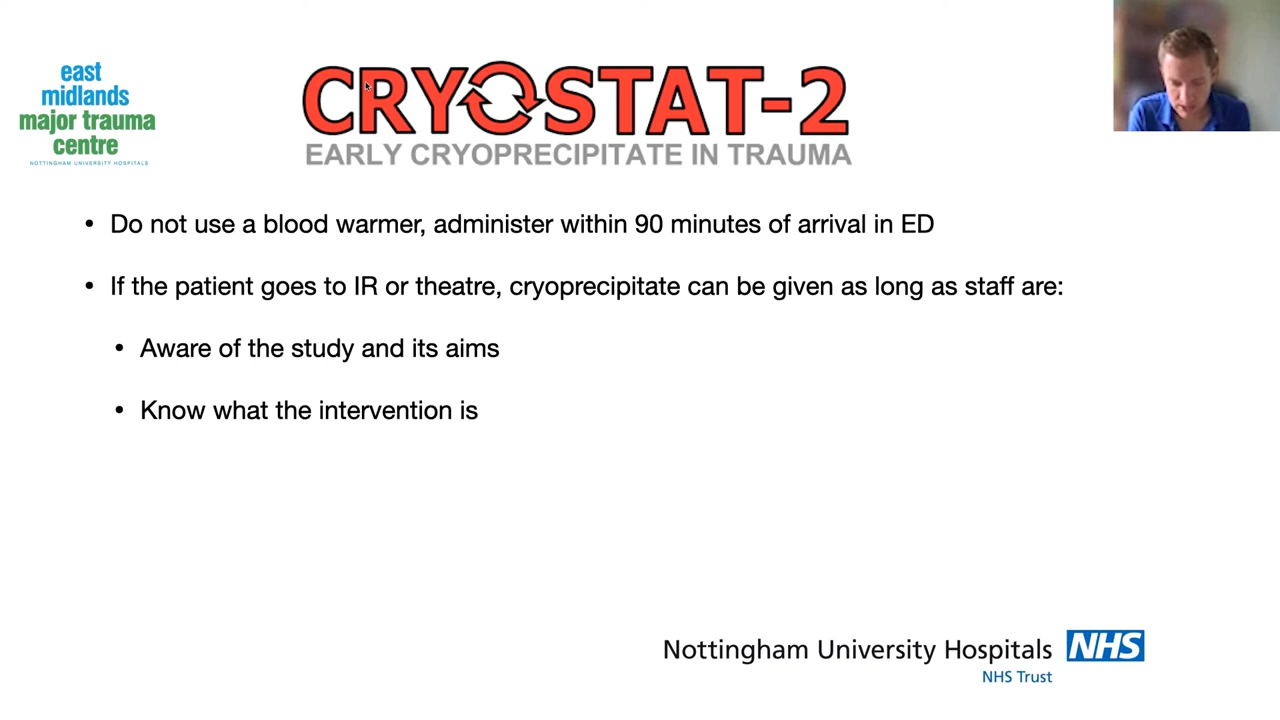 east
midlands
major trauma
centre
NOTTINGHAM UNIVERSITY HOSPITALS
CRYOSTAT-2
EARLY CRYOPRECIPITATE IN TRAUMA
• Do not use a blood warmer, administer within 90 minutes of arrival in ED
• If the patient goes to IR or theatre, cryoprecipitate can be given as long as staff are:
• Aware of the study and its aims
• Know what the intervention is
Nottingham University Hospitals NHS
NHS Trust